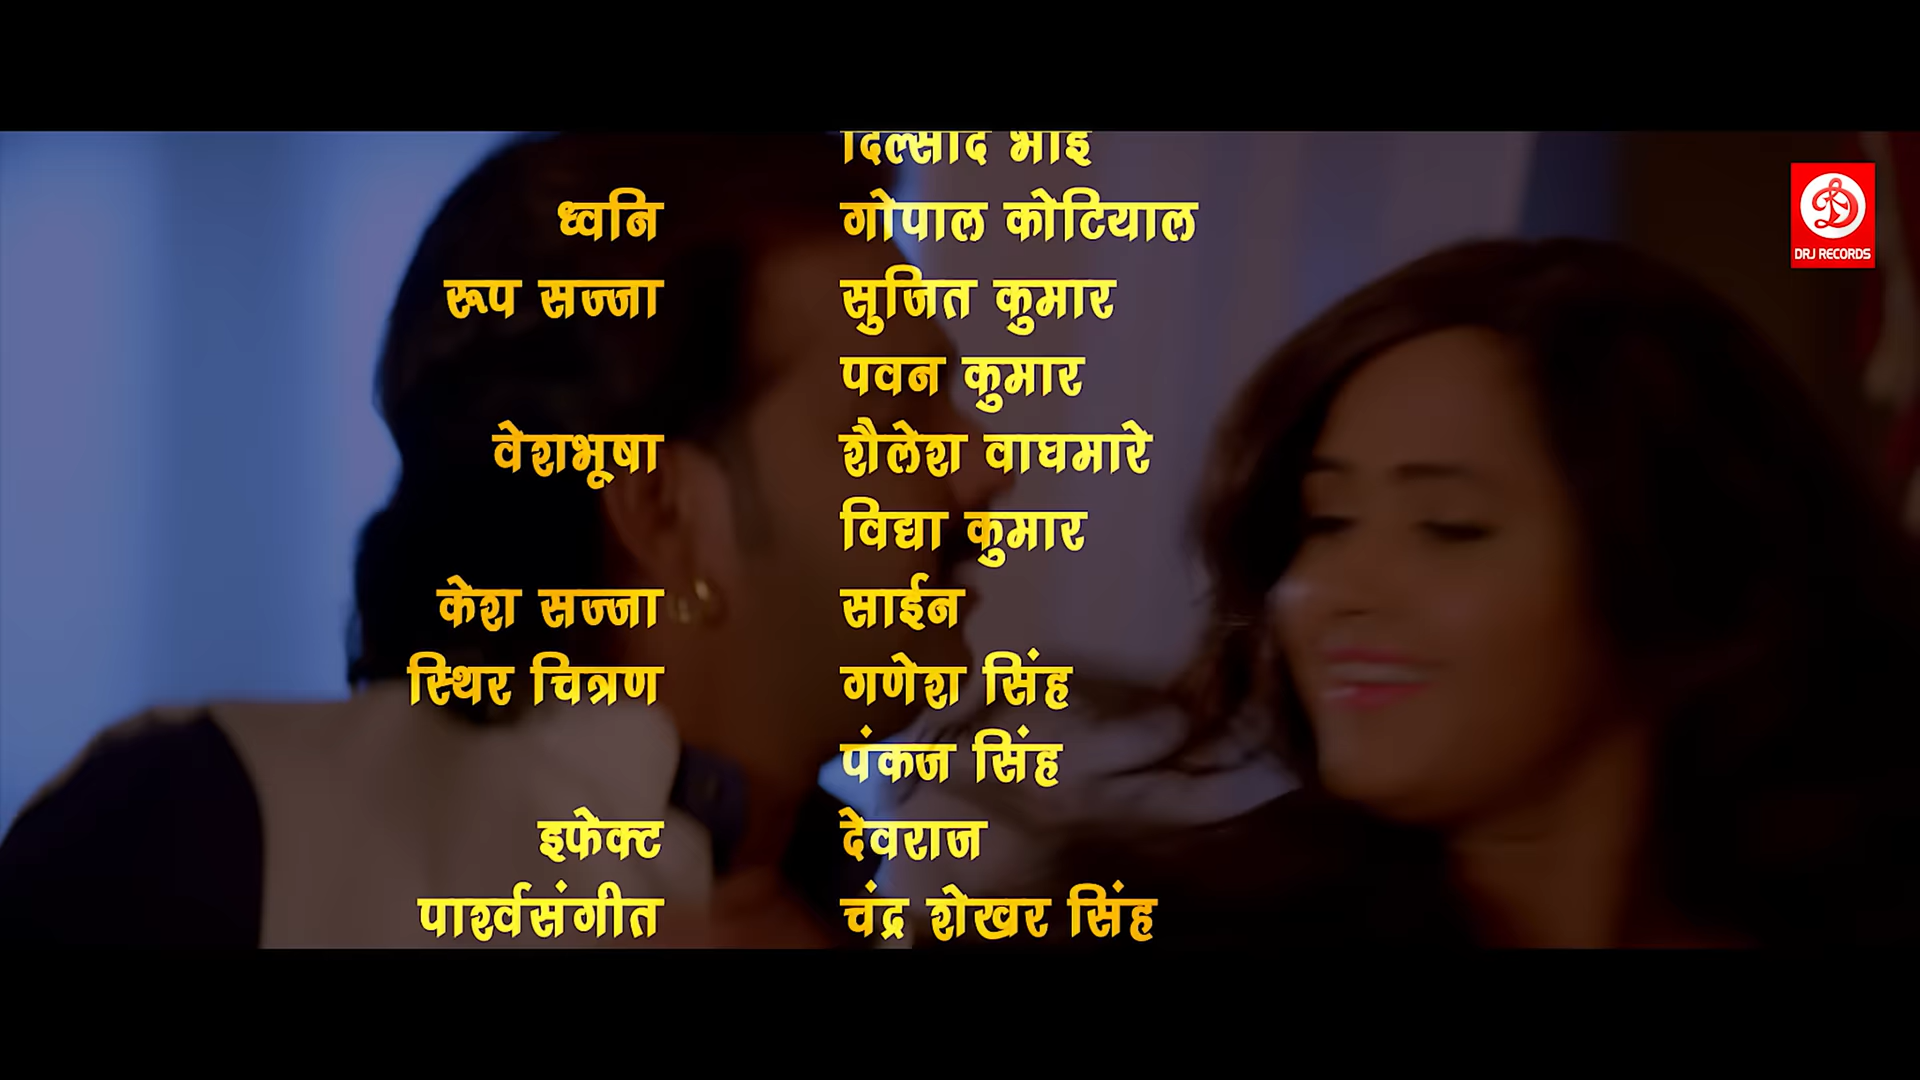 दिल्साद भाई
ध्वनि गोपाल कोटियाल
रूप सज्जा सुजित कुमार
पवन कुमार
वेशभूषा शैलेश वाघमारे
विद्या कुमार
केश सज्जा साईन
स्थिर चित्रण गणेश सिंह
पंकज सिंह
इफेक्ट देवराज
पार्श्वसंगीत चंद्र शेखर सिंह
DRJ RECORDS